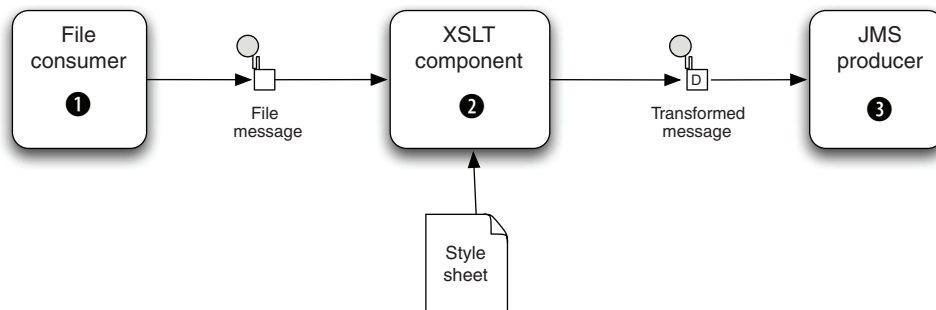 File
consumer
❶
File
message
XSLT
component
❷
D
Transformed
message
JMS
producer
❸
Style
sheet